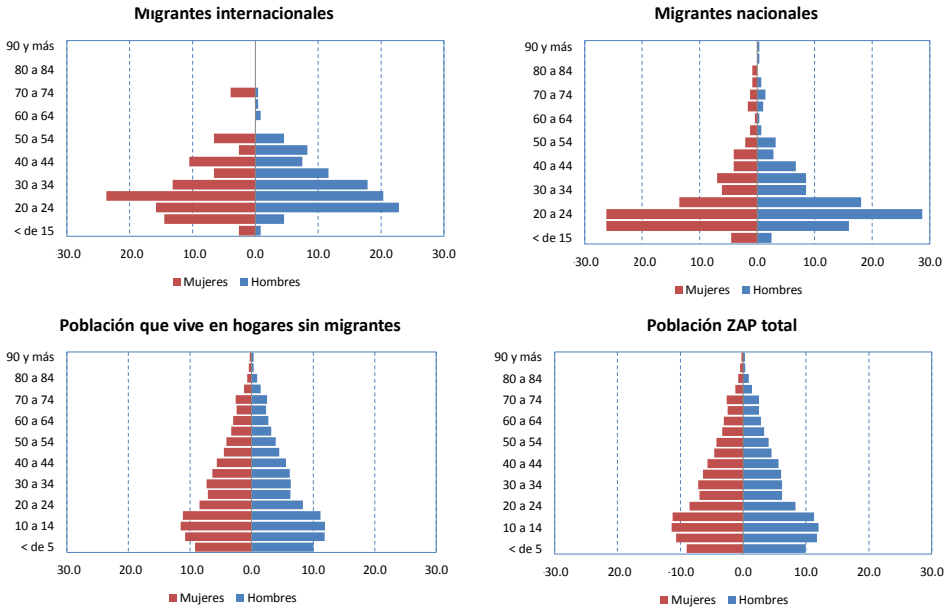 Migrantes internacionales
90 y más
80 a 84
70 a 74
60 a 64
50 a 54
40 a 44
30 a 34
20 a 24
< de 15
30.0 20.0 10.0 0.0 10.0 20.0 30.0
Mujeres Hombres
Migrantes nacionales
90 y más
80 a 84
70 a 74
60 a 64
50 a 54
40 a 44
30 a 34
20 a 24
< de 15
-30.0 20.0 10.0 0.0 10.0 20.0 30.0
Mujeres Hombres
Población que vive en hogares sin migrantes
90 y más
80 a 84
70 a 74
60 a 64
50 a 54
40 a 44
30 a 34
20 a 24
10 a 14
< de 5
30.0 20.0 10.0 0.0 10.0 20.0 30.0
Mujeres Hombres
Población ZAP total
90 y más
80 a 84
70 a 74
60 a 64
50 a 54
40 a 44
30 a 34
20 a 24
10 a 14
< de 5
-30.0 -20.0 -10.0 0.0 10.0 20.0 30.0
Mujeres Hombres